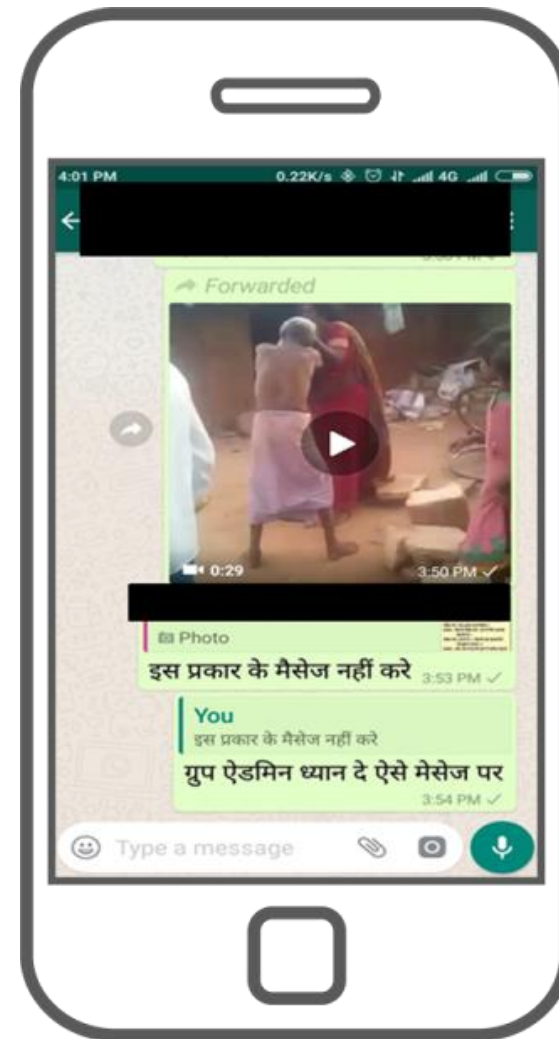 4:01 PM 0.22K/s 4G
Forwarded
0:29 3:50 PM
Photo
इस प्रकार के मैसेज नहीं करे 3:53 PM
You
इस प्रकार के मैसेज नहीं करे
ग्रुप ऐडमिन ध्यान दे ऐसे मेसेज पर
3:54 PM
Type a message